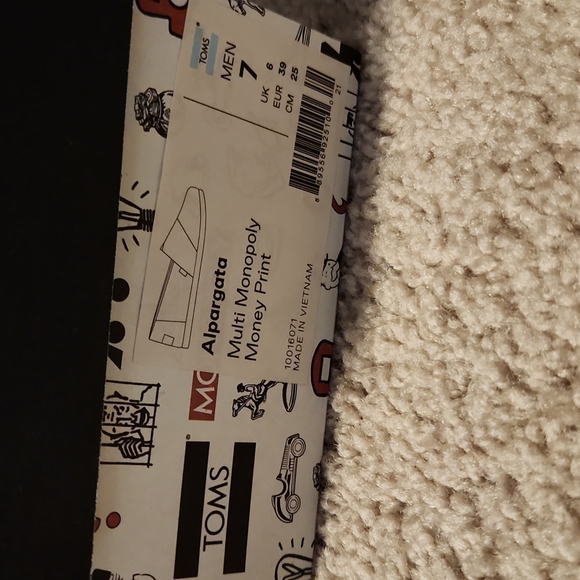 TOMS
MEN
7
UK 6
EUR 39
CM 25
Alpargata
Multi Monopoly
Money Print
10016071
MADE IN VIETNAM
TOMS